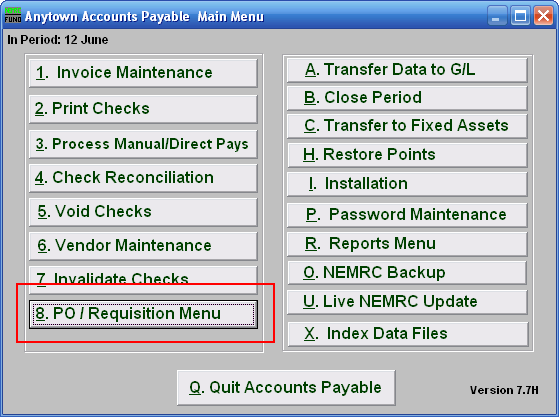 FUND Anytown Accounts Payable Main Menu
In Period: 12 June
1. Invoice Maintenance
2. Print Checks
3. Process Manual/Direct Pays
4. Check Reconciliation
5. Void Checks
6. Vendor Maintenance
7. Invalidate Checks
8. PO / Requisition Menu
A. Transfer Data to G/L
B. Close Period
C. Transfer to Fixed Assets
H. Restore Points
I. Installation
P. Password Maintenance
R. Reports Menu
O. NEMRC Backup
U. Live NEMRC Update
X. Index Data Files
Q. Quit Accounts Payable
Version 7.7H